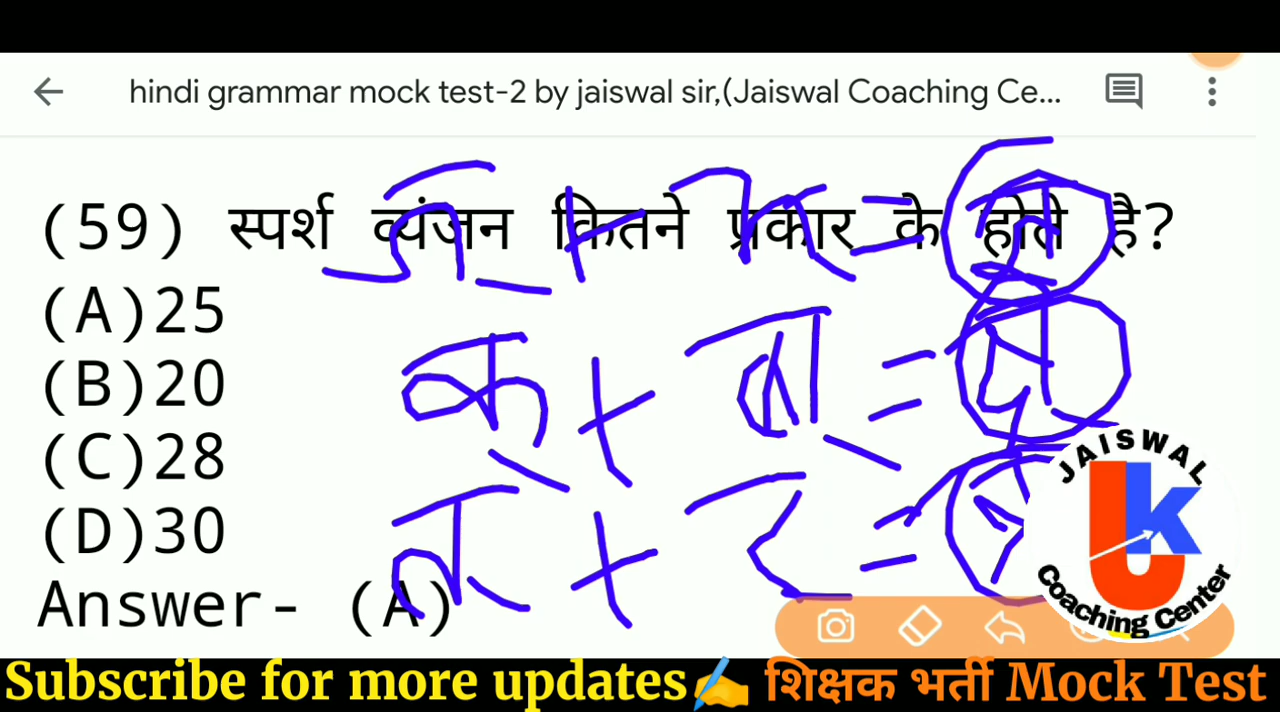 hindi grammar mock test-2 by jaiswal sir,(Jaiswal Coaching Ce...
(59) स्पर्श व्यंजन कितने प्रकार के होते है?
(A)25
(B)20
(C)28
(D)30
Answer- (A)
JAISWAL
Coaching Center
Subscribe for more updates✍ शिक्षक भर्ती Mock Test